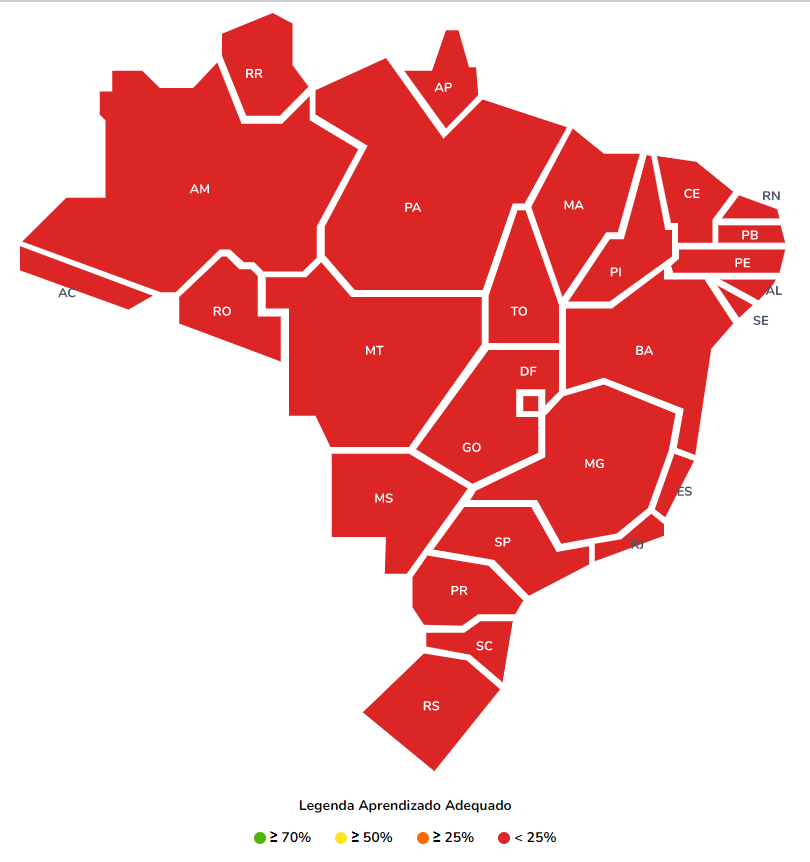 RR
AP
AM
PA
MA
CE
RN
PB
PI
PE
AC
AL
RO
TO
SE
MT
BA
DF
GO
MG
MS
ES
SP
RJ
PR
SC
RS
Legenda Aprendizado Adequado
≥ 70% ≥ 50% ≥ 25% < 25%